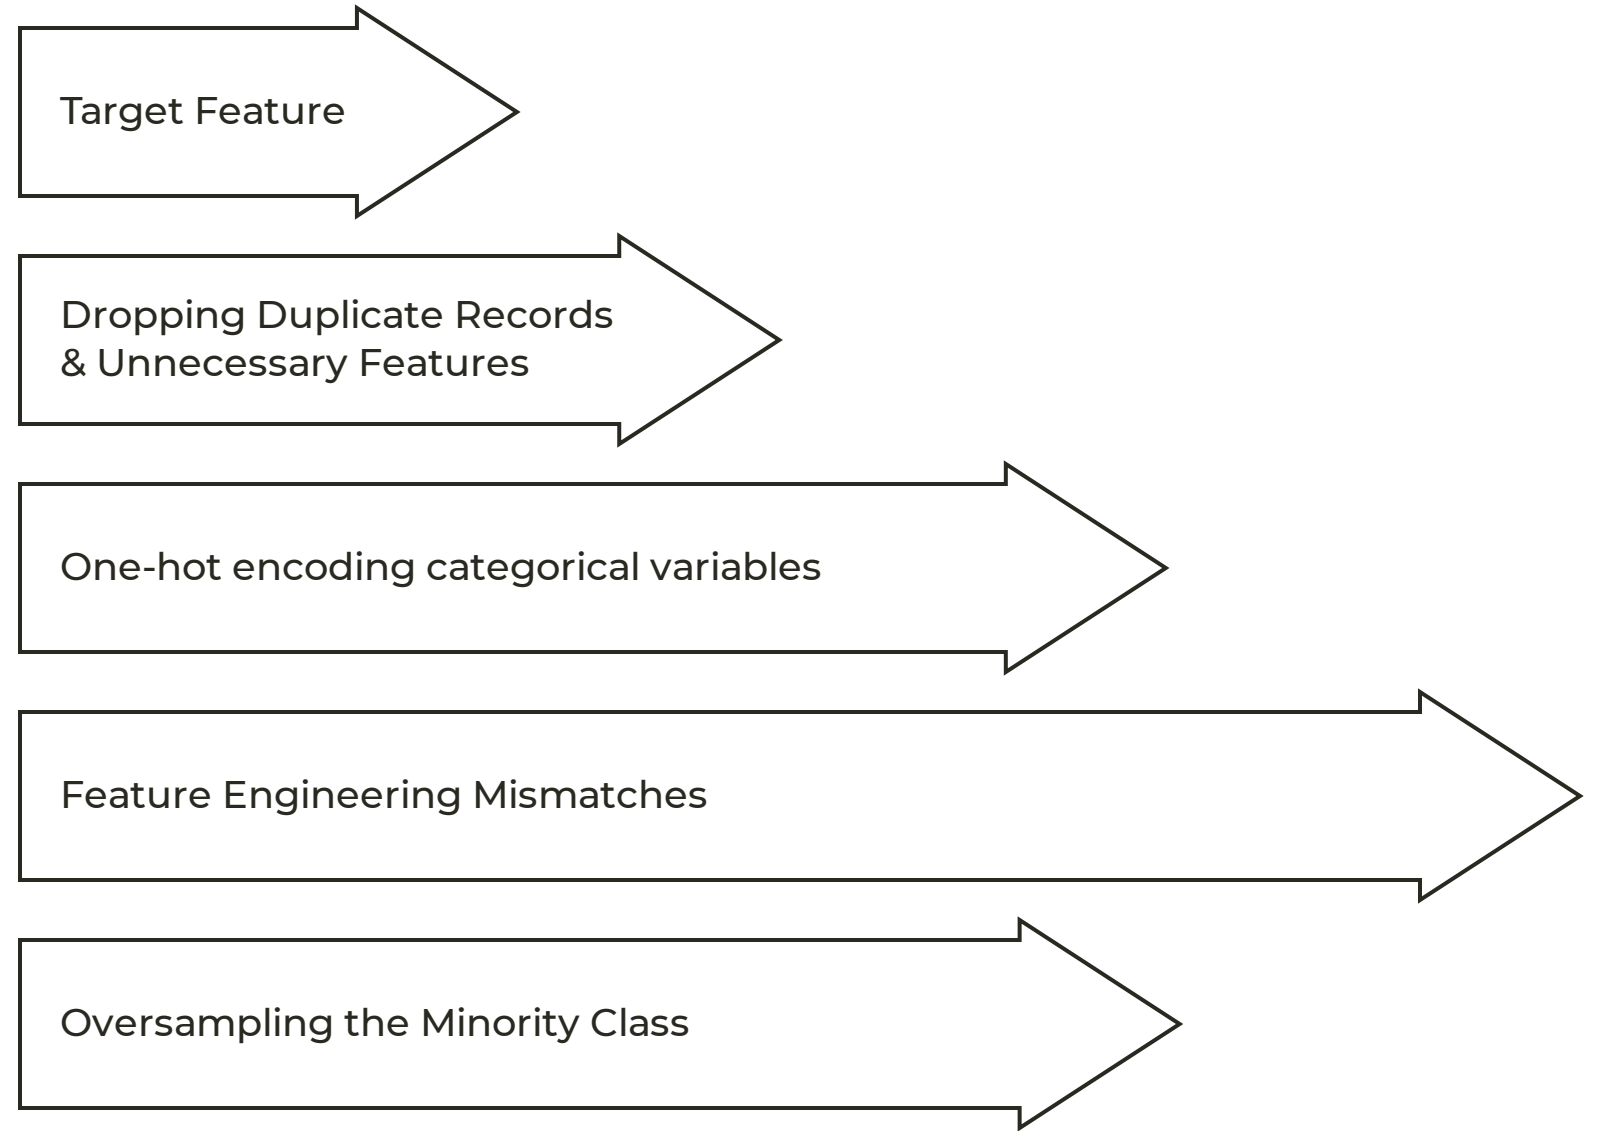 Target Feature
Dropping Duplicate Records
& Unnecessary Features
One-hot encoding categorical variables
Feature Engineering Mismatches
Oversampling the Minority Class